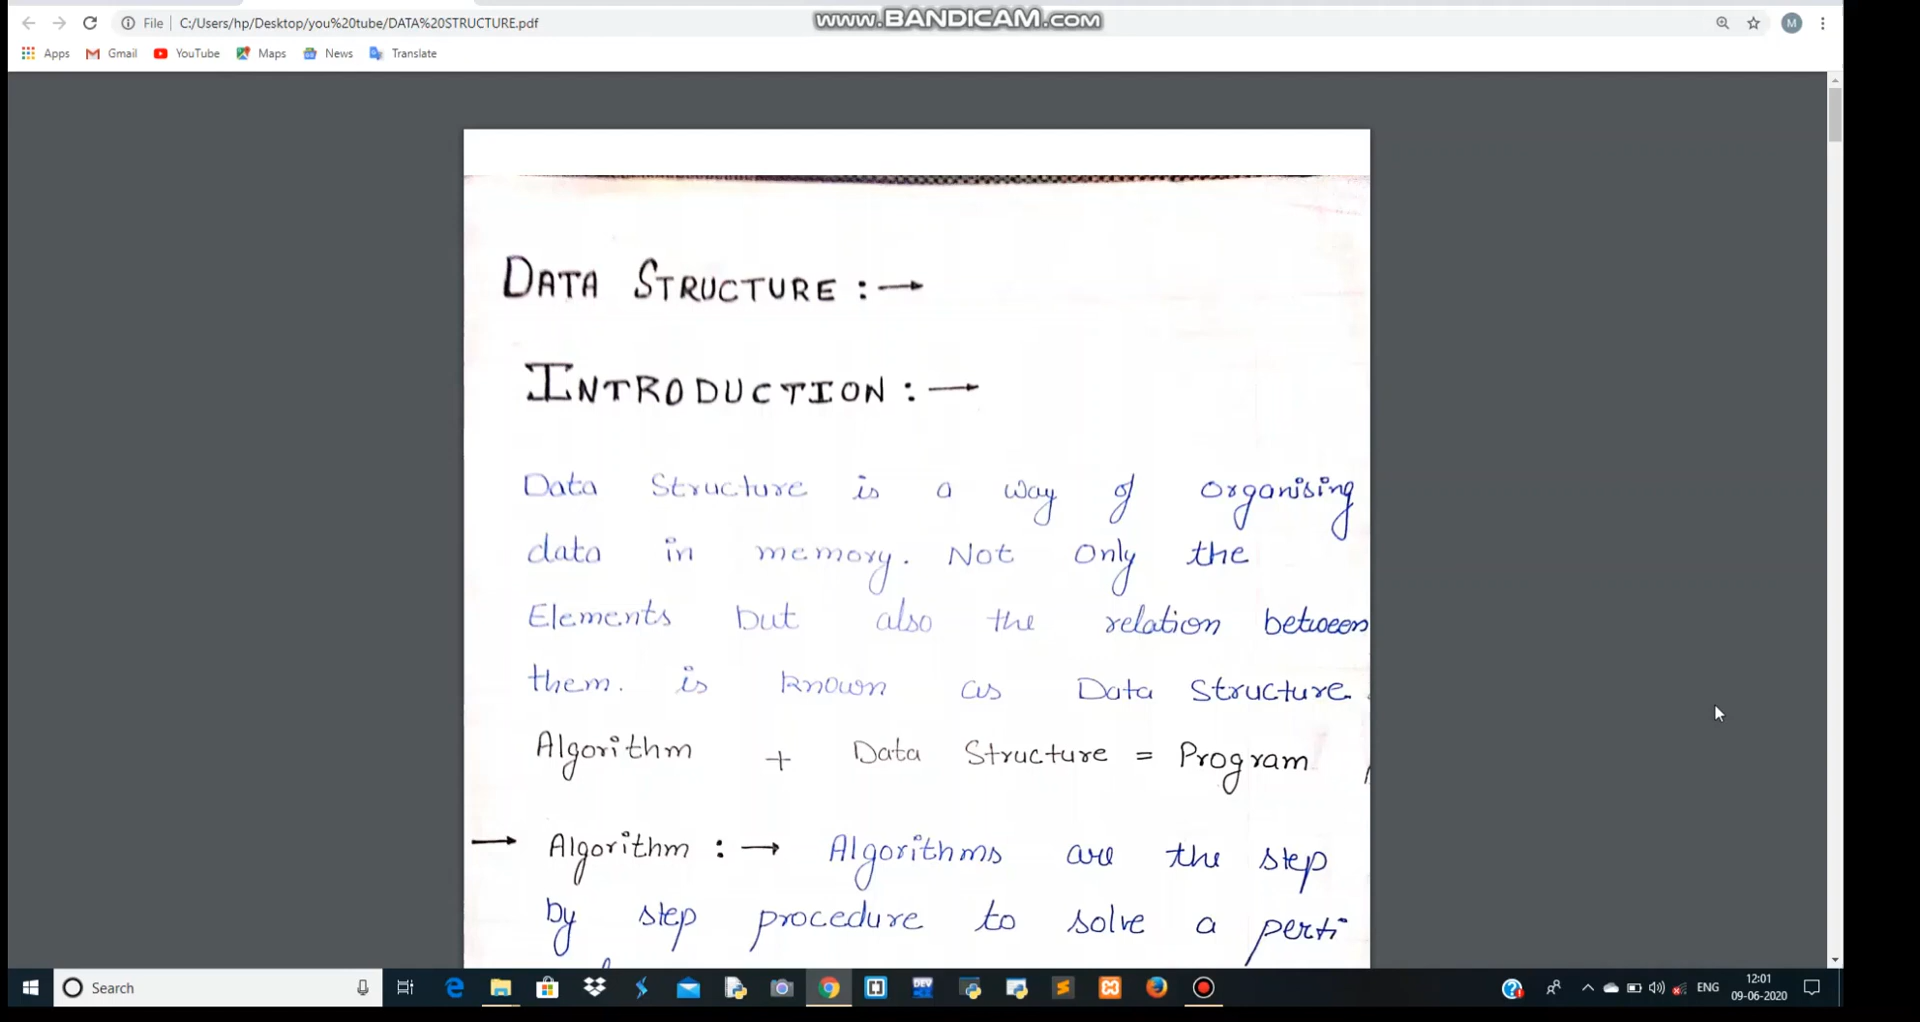 www.BANDICAM.com
File | C:/Users/hp/Desktop/you%20tube/DATA%20STRUCTURE.pdf
M
Apps Gmail YouTube Maps News Translate
DATA STRUCTURE :→
INTRODUCTION :→
Data Structure is a way of organising
data in memory. Not Only the
Elements but also the relation between
them. is known as Data Structure.
Algorithm + Data Structure = Program
→ Algorithm :→ Algorithms are the step
by step procedure to solve a perti
Search
DEV
ENG
12:01
09-06-2020